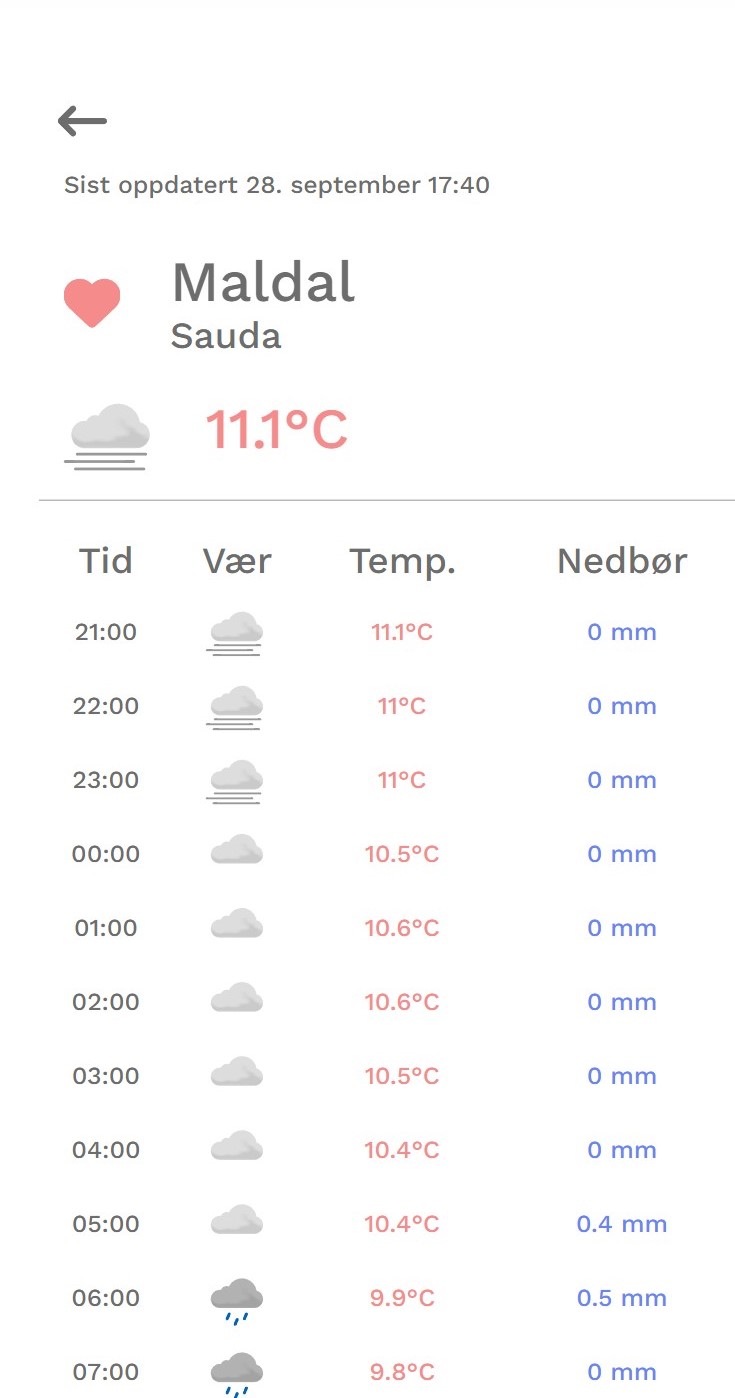 Sist oppdatert 28. september 17:40
Maldal
Sauda
11.1°C
Tid Vær Temp. Nedbør
21:00 11.1°C 0 mm
22:00 11°C 0 mm
23:00 11°C 0 mm
00:00 10.5°C 0 mm
01:00 10.6°C 0 mm
02:00 10.6°C 0 mm
03:00 10.5°C 0 mm
04:00 10.4°C 0 mm
05:00 10.4°C 0.4 mm
06:00 9.9°C 0.5 mm
07:00 9.8°C 0 mm